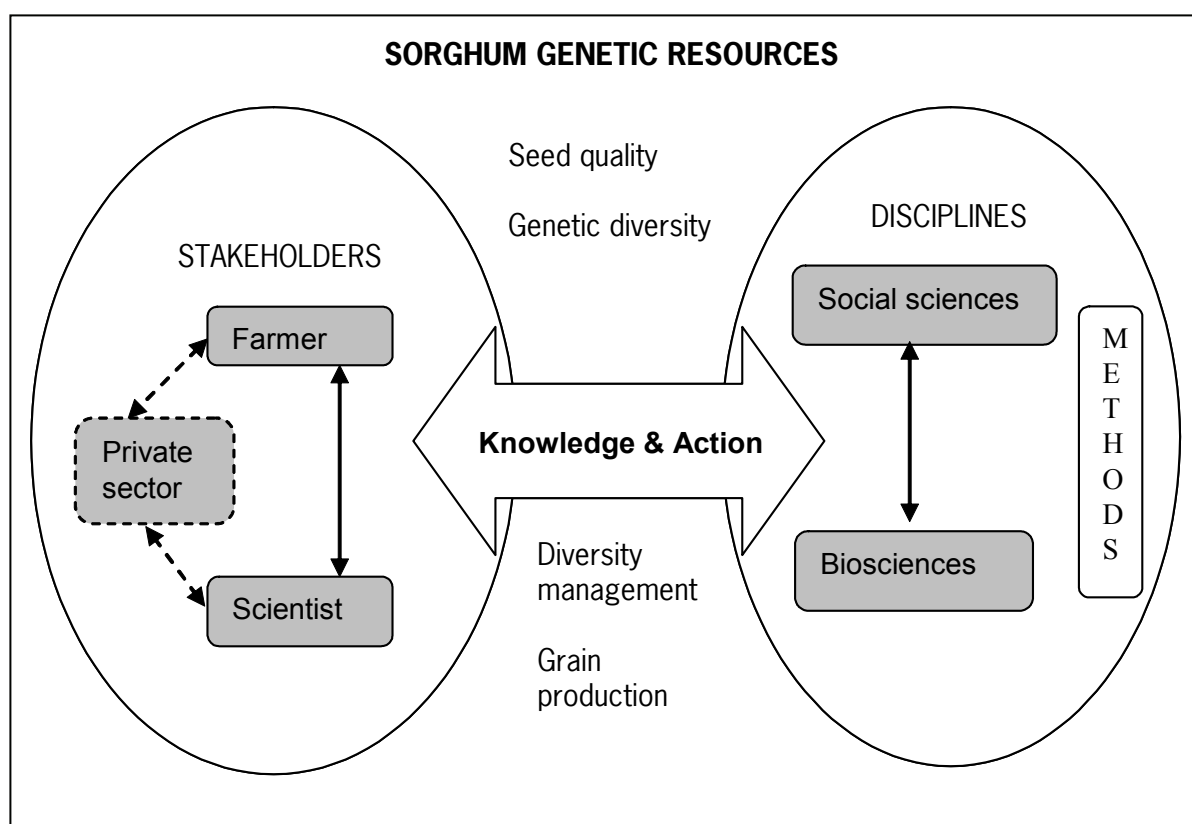 SORGHUM GENETIC RESOURCES
Seed quality
Genetic diversity
STAKEHOLDERS
Farmer
Private
sector
Scientist
Knowledge & Action
Diversity
management
Grain
production
DISCIPLINES
Social sciences
Biosciences
M
E
T
H
O
D
S